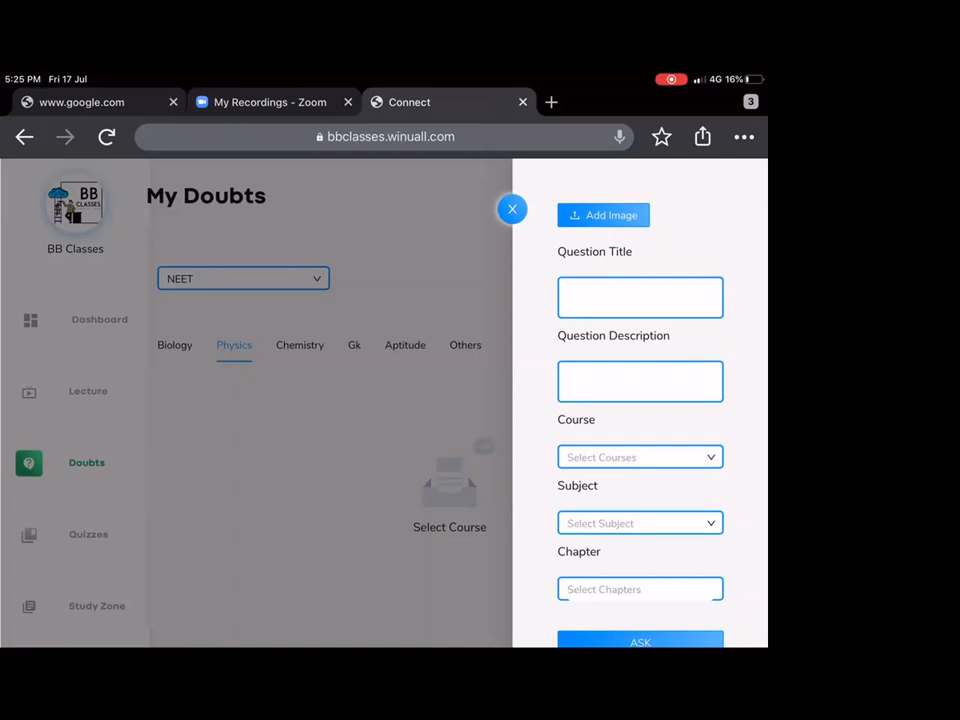 5:25 PM Fri 17 Jul
4G 16%
www.google.com
My Recordings - Zoom
Connect
3
bbclasses.winuall.com
BB
CLASSES
BB Classes
My Doubts
NEET
Biology Physics Chemistry Gk Aptitude Others
Dashboard
Lecture
Doubts
Quizzes
Study Zone
Select Course
X
Add Image
Question Title
Question Description
Course
Select Courses
Subject
Select Subject
Chapter
Select Chapters
ASK